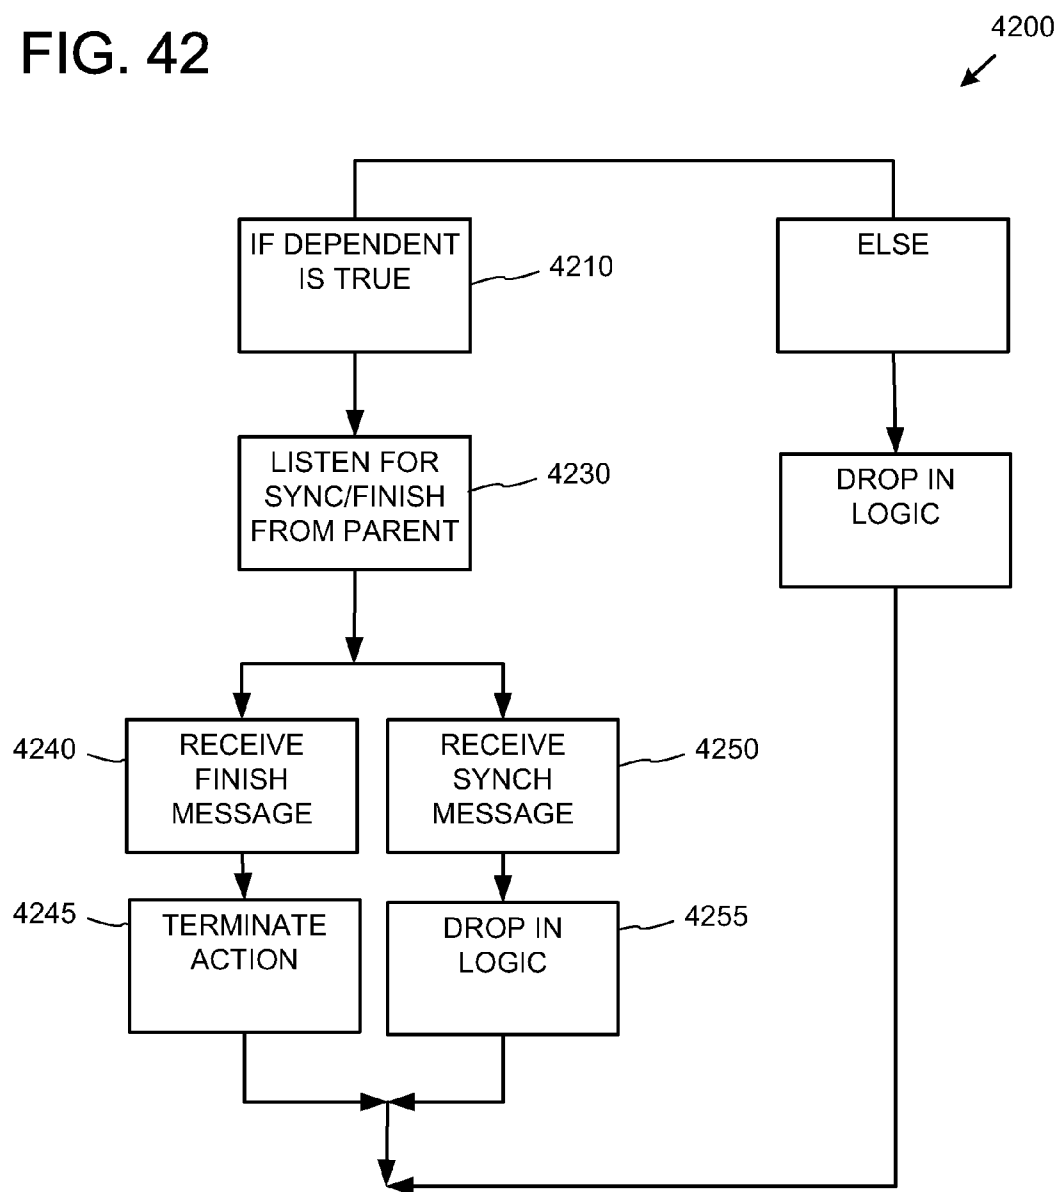 FIG. 42
4200
IF DEPENDENT
IS TRUE
4210
ELSE
LISTEN FOR
SYNC/FINISH
FROM PARENT
4230
DROP IN
LOGIC
4240
RECEIVE
FINISH
MESSAGE
RECEIVE
SYNCH
MESSAGE
4250
4245
TERMINATE
ACTION
DROP IN
LOGIC
4255